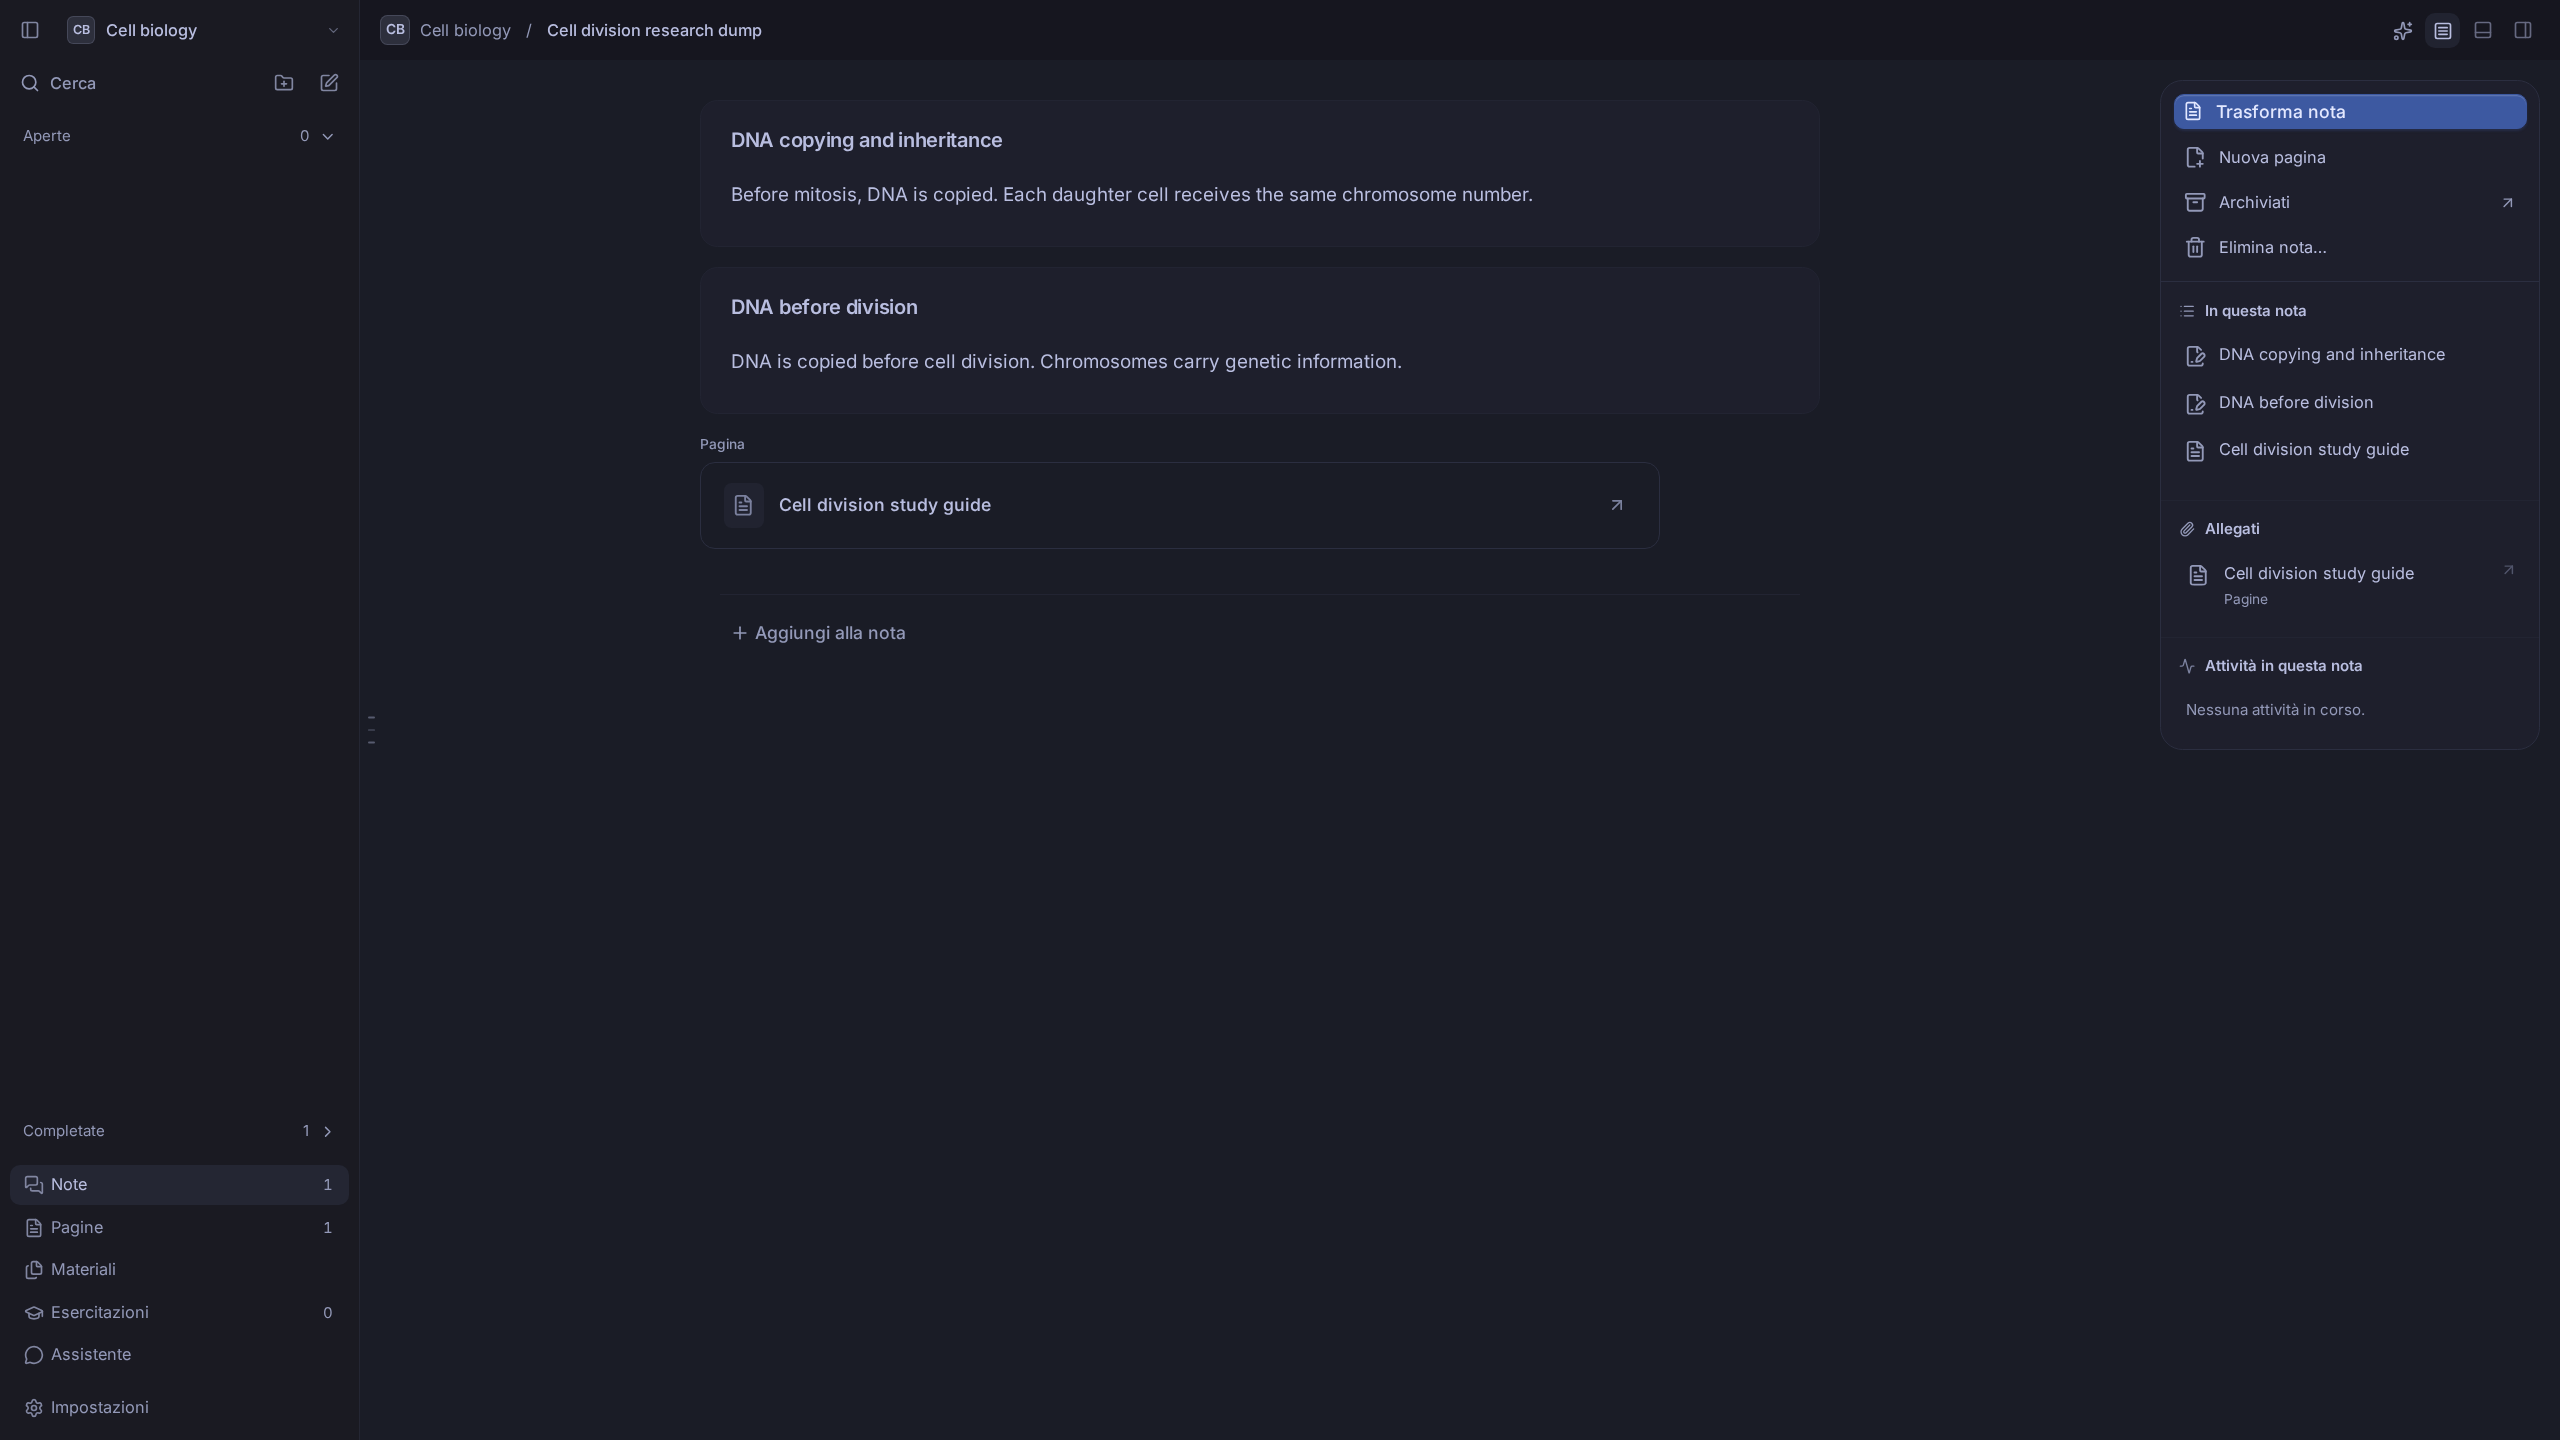 CB Cell biology
Cerca
Aperte 0
Completate 1
Note 1
Pagine 1
Materiali
Esercitazioni 0
Assistente
Impostazioni
CB Cell biology / Cell division research dump
DNA copying and inheritance
Before mitosis, DNA is copied. Each daughter cell receives the same chromosome number.
DNA before division
DNA is copied before cell division. Chromosomes carry genetic information.
Pagina
Cell division study guide
Aggiungi alla nota
Trasforma nota
Nuova pagina
Archiviati
Elimina nota...
In questa nota
DNA copying and inheritance
DNA before division
Cell division study guide
Allegati
Cell division study guide
Pagine
Attività in questa nota
Nessuna attività in corso.